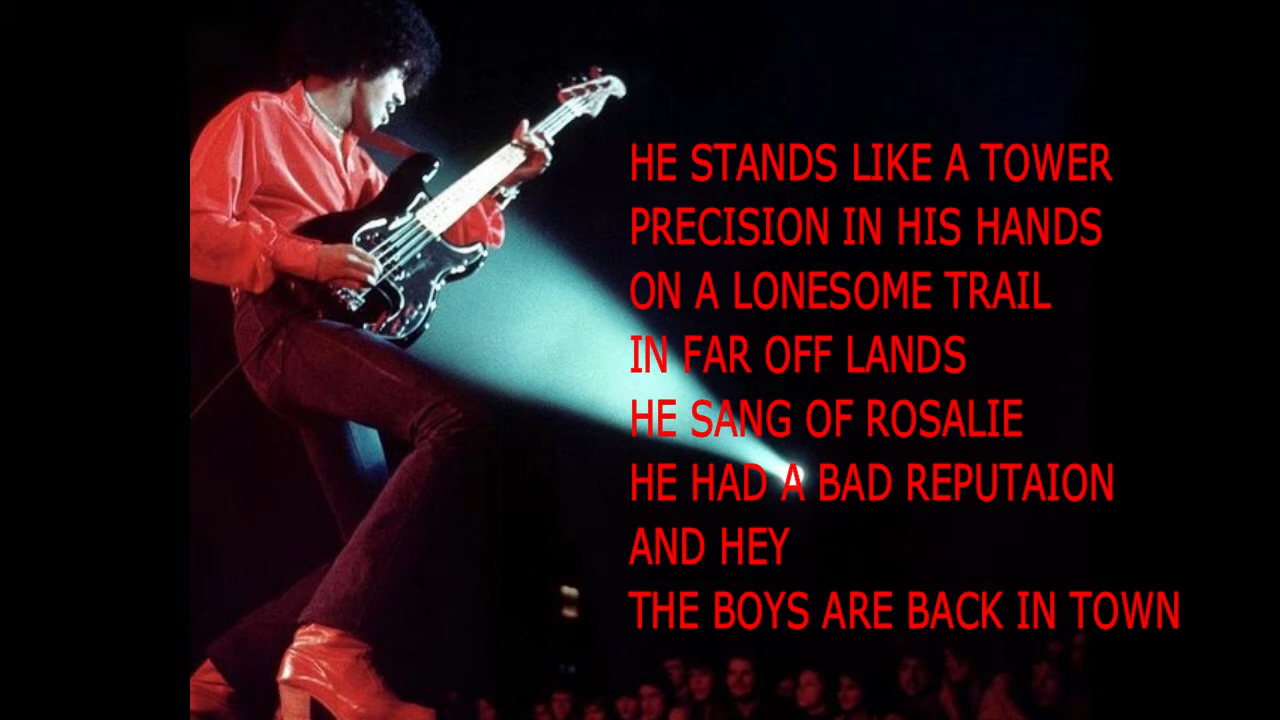 HE STANDS LIKE A TOWER
PRECISION IN HIS HANDS
ON A LONESOME TRAIL
IN FAR OFF LANDS
HE SANG OF ROSALIE
HE HAD A BAD REPUTAION
AND HEY
THE BOYS ARE BACK IN TOWN